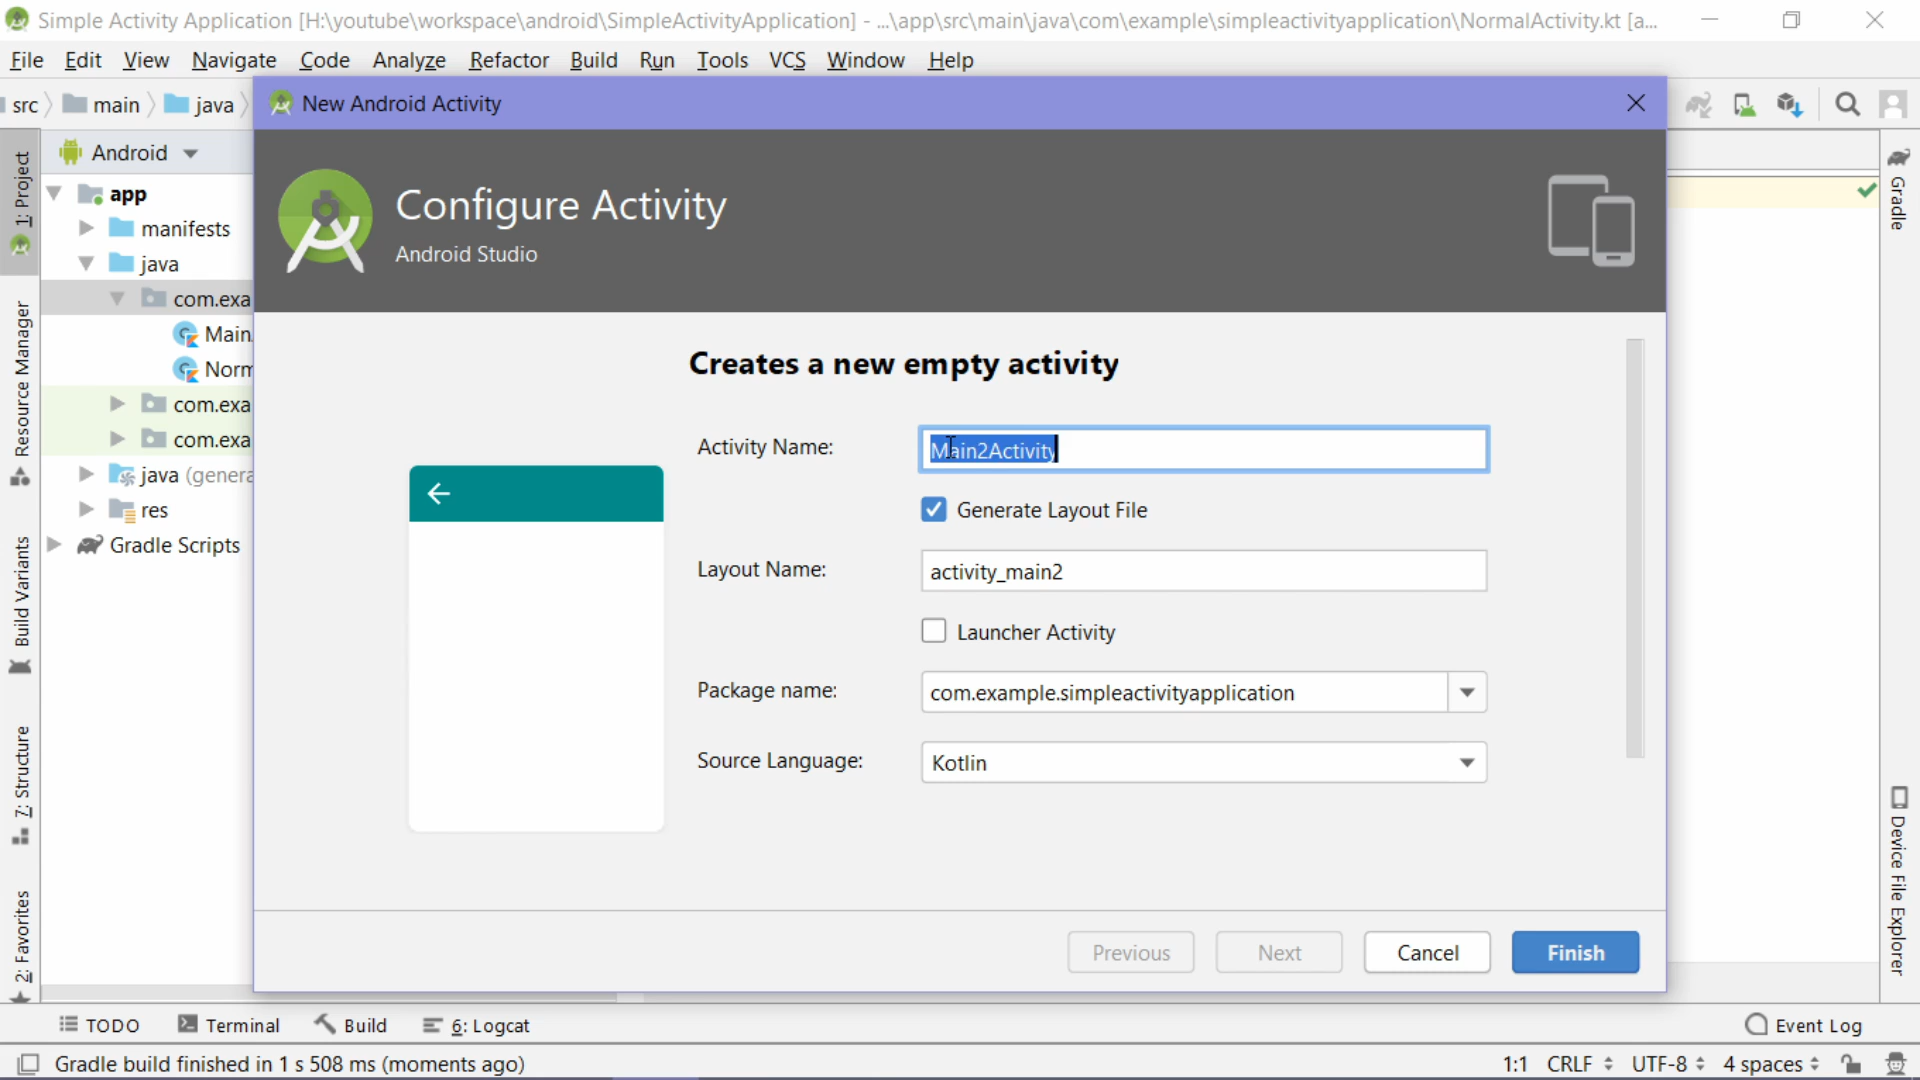 Simple Activity Application [H:\youtube\workspace\android\SimpleActivityApplication] - ...\app\src\main\java\com\example\simpleactivityapplication\NormalActivity.kt [a...
File Edit View Navigate Code Analyze Refactor Build Run Tools VCS Window Help
src main java
New Android Activity
1: Project
Resource Manager
Build Variants
7: Structure
2: Favorites
Android
app
manifests
java
com.exa
Main
Norm
com.exa
com.exa
java (genera
res
Gradle Scripts
Configure Activity
Android Studio
Creates a new empty activity
Activity Name: Main2Activity
Generate Layout File
Layout Name: activity_main2
Launcher Activity
Package name: com.example.simpleactivityapplication
Source Language: Kotlin
Previous Next Cancel Finish
Gradle
Device File Explorer
TODO Terminal Build 6: Logcat Event Log
Gradle build finished in 1 s 508 ms (moments ago) 1:1 CRLF UTF-8 4 spaces